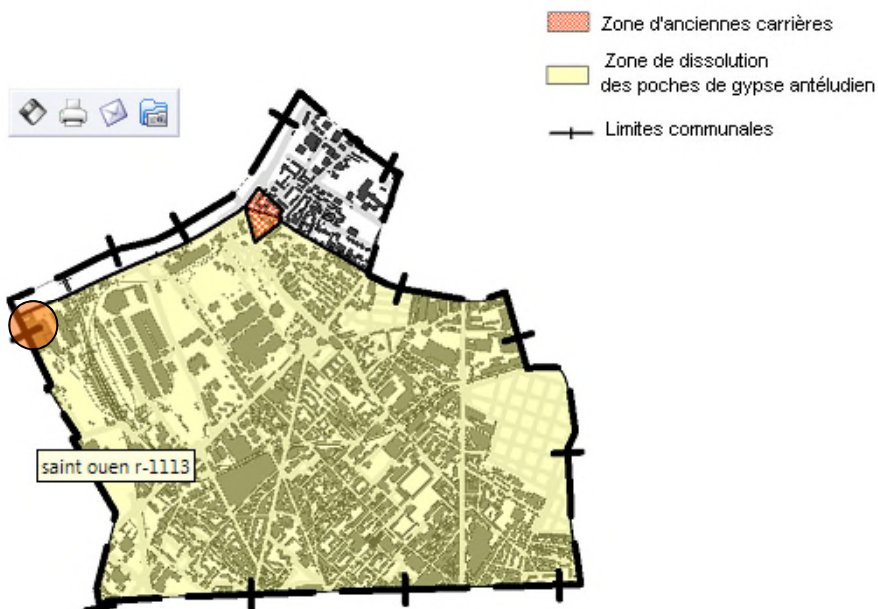 Zone d'anciennes carrières
Zone de dissolution
des poches de gypse antéludien
Limites communales
saint ouen r-1113